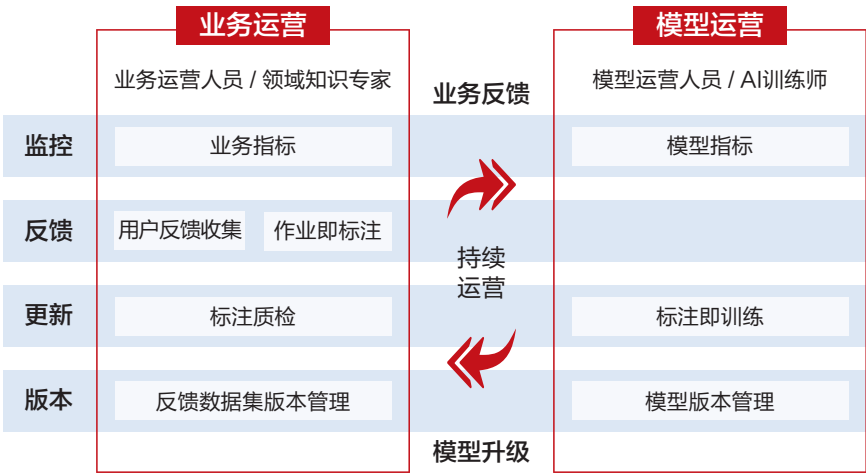 业务运营
模型运营
业务运营人员 / 领域知识专家
业务反馈
模型运营人员 / AI训练师
监控
业务指标
模型指标
反馈
用户反馈收集
作业即标注
持续
运营
更新
标注质检
标注即训练
版本
反馈数据集版本管理
模型版本管理
模型升级